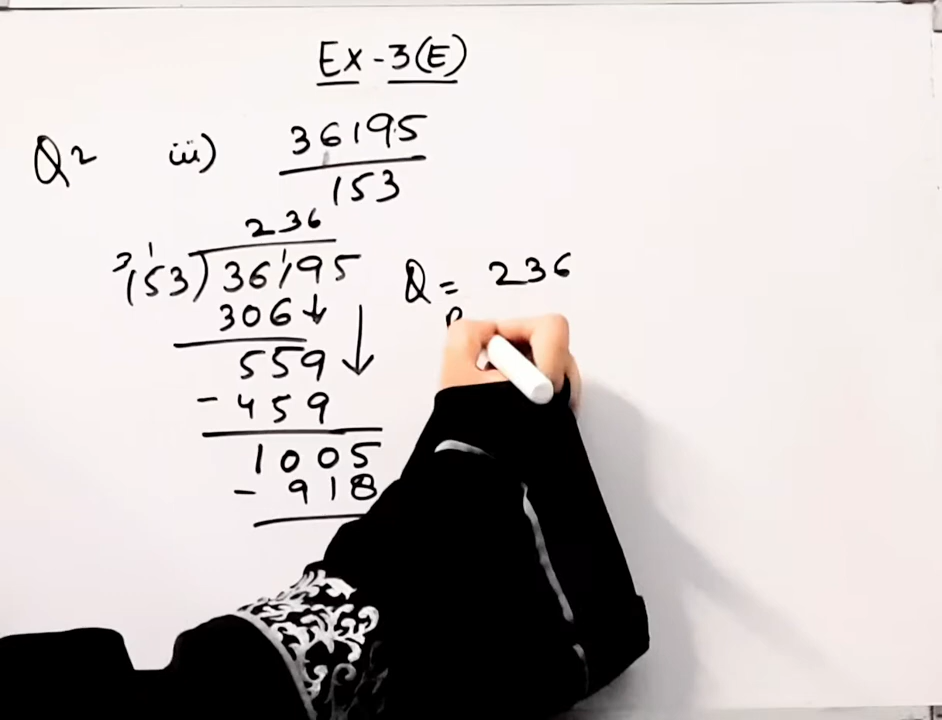 Ex-3(E)
Q2 iii) 36195
153
236
153) 36195
306
559
- 459
1005
- 918
Q = 236